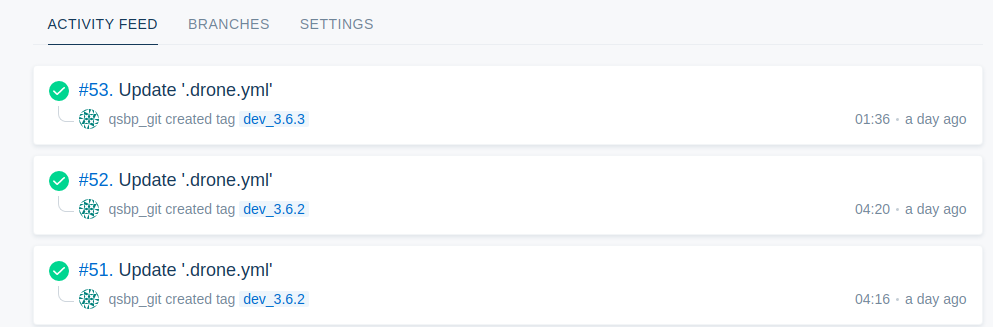 ACTIVITY FEED BRANCHES SETTINGS
#53. Update '.drone.yml'
qsbp_git created tag dev_3.6.3 01:36 • a day ago
#52. Update '.drone.yml'
qsbp_git created tag dev_3.6.2 04:20 • a day ago
#51. Update '.drone.yml'
qsbp_git created tag dev_3.6.2 04:16 • a day ago